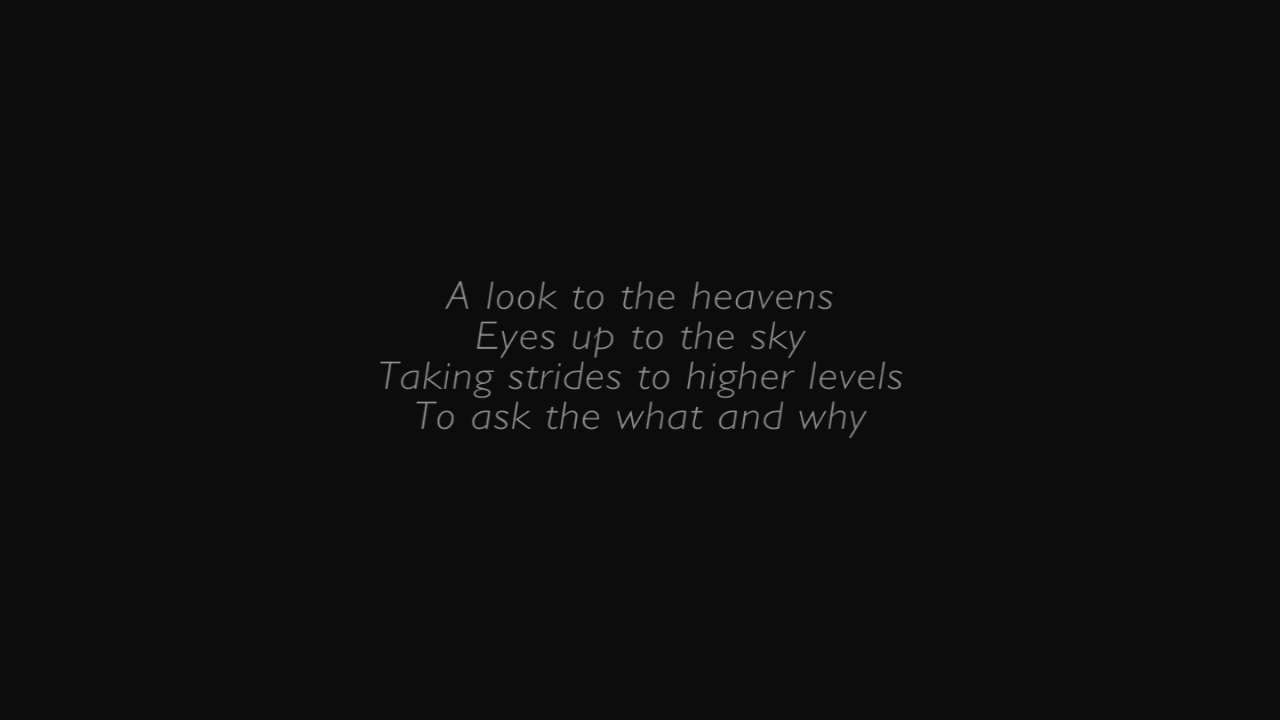 A look to the heavens
Eyes up to the sky
Taking strides to higher levels
To ask the what and why